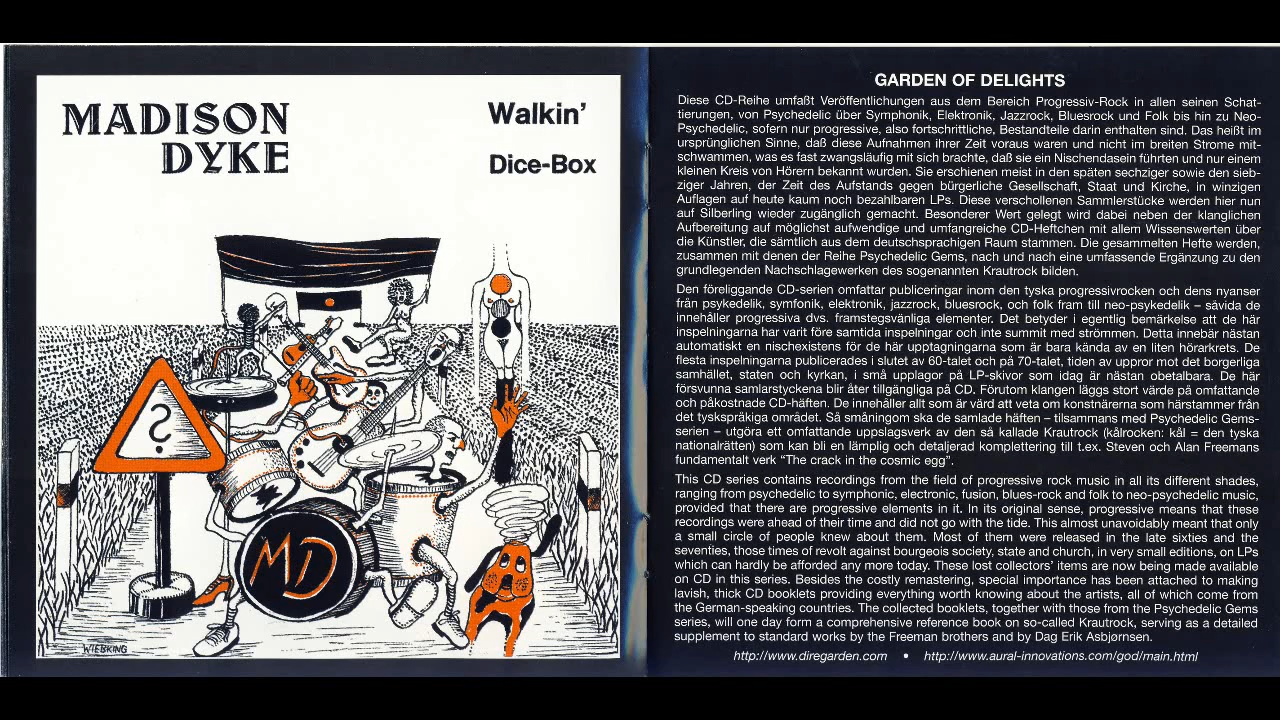 MADISON
DYKE
Walkin'
Dice-Box
?
MD
WIEBKING
GARDEN OF DELIGHTS
Diese CD-Reihe umfaßt Veröffentlichungen aus dem Bereich Progressiv-Rock in allen seinen Schat-
tierungen, von Psychedelic über Symphonik, Elektronik, Jazzrock, Bluesrock und Folk bis hin zu Neo-
Psychedelic, sofern nur progressive, also fortschrittliche, Bestandteile darin enthalten sind. Das heißt im
ursprünglichen Sinne, daß diese Aufnahmen ihrer Zeit voraus waren und nicht im breiten Strome mit-
schwammen, was es fast zwangsläufig mit sich brachte, daß sie ein Nischendasein führten und nur einem
kleinen Kreis von Hörern bekannt wurden. Sie erschienen meist in den späten sechziger sowie den sieb-
ziger Jahren, der Zeit des Aufstands gegen bürgerliche Gesellschaft, Staat und Kirche, in winzigen
Auflagen auf heute kaum noch bezahlbaren LPs. Diese verschollenen Sammlerstücke werden hier nun
auf Silberling wieder zugänglich gemacht. Besonderer Wert gelegt wird dabei neben der klanglichen
Aufbereitung auf möglichst aufwendige und umfangreiche CD-Heftchen mit allem Wissenswerten über
die Künstler, die sämtlich aus dem deutschsprachigen Raum stammen. Die gesammelten Hefte werden,
zusammen mit denen der Reihe Psychedelic Gems, nach und nach eine umfassende Ergänzung zu den
grundlegenden Nachschlagewerken des sogenannten Krautrock bilden.
Den föreliggande CD-serien omfattar publiceringar inom den tyska progressivrocken och dens nyanser
från psykedelik, symfonik, elektronik, jazzrock, bluesrock, och folk fram till neo-psykedelik – såvida de
innehåller progressiva dvs. framstegsvänliga elementer. Det betyder i egentlig bemärkelse att de här
inspelningarna har varit före samtida inspelningar och inte summit med strömmen. Detta innebär nästan
automatiskt en nischexistens för de här upptagningarna som är bara kända av en liten hörarkrets. De
flesta inspelningarna publicerades i slutet av 60-talet och på 70-talet, tiden av uppror mot det borgerliga
samhället, staten och kyrkan, i små upplagor på LP-skivor som idag är nästan obetalbara. De här
försvunna samlarstyckena blir åter tillgängliga på CD. Förutom klangen läggs stort värde på omfattande
och påkostnade CD-häften. De innehåller allt som är värd att veta om konstnärerna som härstammer från
det tyskspråkiga området. Så småningom ska de samlade häften – tilsammans med Psychedelic Gems-
serien – utgöra ett omfattande uppslagsverk av den så kallade Krautrock (kålrocken: kål = den tyska
nationalrätten) som kan bli en lämplig och detaljerad komplettering till t.ex. Steven och Alan Freemans
fundamentalt verk “The crack in the cosmic egg”.
This CD series contains recordings from the field of progressive rock music in all its different shades,
ranging from psychedelic to symphonic, electronic, fusion, blues-rock and folk to neo-psychedelic music,
provided that there are progressive elements in it. In its original sense, progressive means that these
recordings were ahead of their time and did not go with the tide. This almost unavoidably meant that only
a small circle of people knew about them. Most of them were released in the late sixties and the
seventies, those times of revolt against bourgeois society, state and church, in very small editions, on LPs
which can hardly be afforded any more today. These lost collectors' items are now being made available
on CD in this series. Besides the costly remastering, special importance has been attached to making
lavish, thick CD booklets providing everything worth knowing about the artists, all of which come from
the German-speaking countries. The collected booklets, together with those from the Psychedelic Gems
series, will one day form a comprehensive reference book on so-called Krautrock, serving as a detailed
supplement to standard works by the Freeman brothers and by Dag Erik Asbjørnsen.
http://www.diregarden.com • http://www.aural-innovations.com/god/main.html